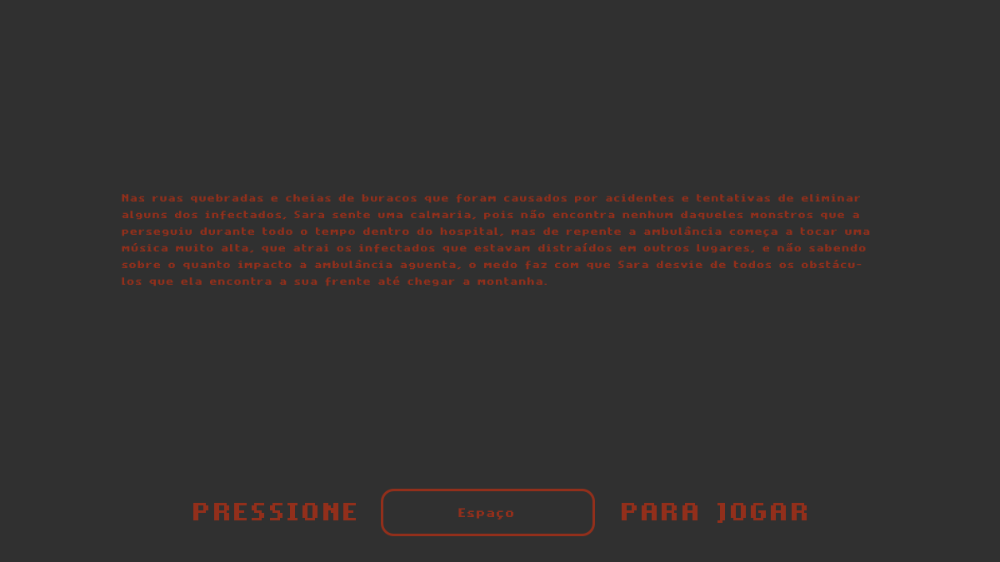 Nas ruas quebradas e cheias de buracos que foram causados por acidentes e tentativas de eliminar
alguns dos infectados, Sara sente uma calmaria, pois não encontra nenhum daqueles monstros que a
perseguiu durante todo o tempo dentro do hospital, mas de repente a ambulância começa a tocar uma
música muito alta, que atrai os infectados que estavam distraídos em outros lugares, e não sabendo
sobre o quanto impacto a ambulância aguenta, o medo faz com que Sara desvie de todos os obstácu-
los que ela encontra a sua frente até chegar a montanha.
PRESSIONE Espaço PARA JOGAR